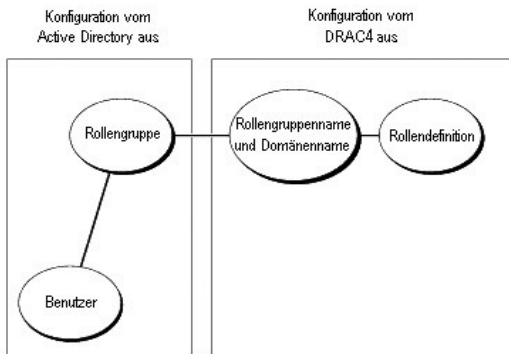 Konfiguration vom
Active Directory aus
Konfiguration vom
DRAC4 aus
Rollengruppe
Rollengruppenname
und Domänenname
Rollendefinition
Benutzer